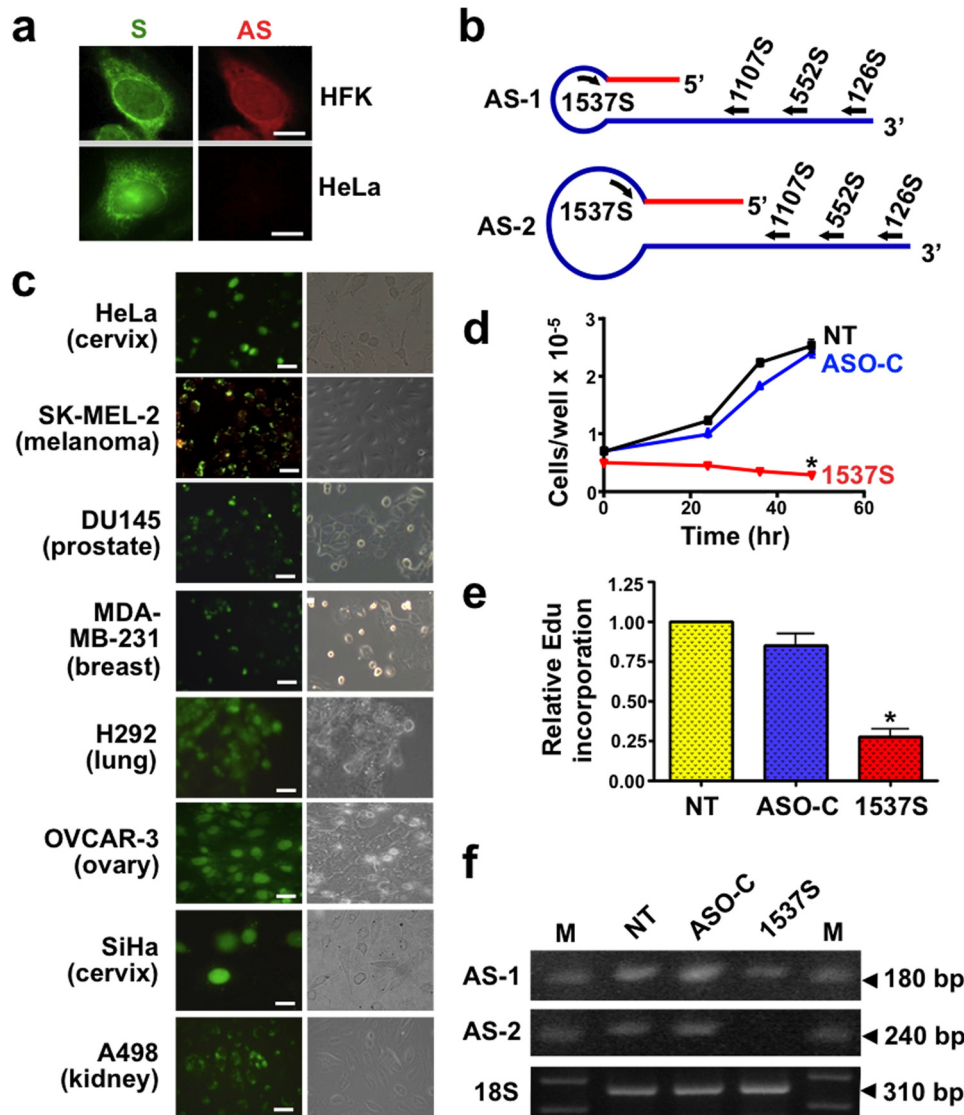 a
S AS
HFK
HeLa
b
AS-1
1537S
5’
1107S
552S
126S
3’
AS-2
1537S
5’
1107S
552S
126S
3’
c
HeLa
(cervix)
SK-MEL-2
(melanoma)
DU145
(prostate)
MDA-
MB-231
(breast)
H292
(lung)
OVCAR-3
(ovary)
SiHa
(cervix)
A498
(kidney)
d
Cells/well x 10-5
3
2
1
0
0 20 40 60
Time (hr)
NT
ASO-C
*
1537S
e
Relative Edu
incorporation
1.25
1.00
0.75
0.50
0.25
0.00
*
NT ASO-C 1537S
f
M NT ASO-C 1537S M
AS-1 180 bp
AS-2 240 bp
18S 310 bp